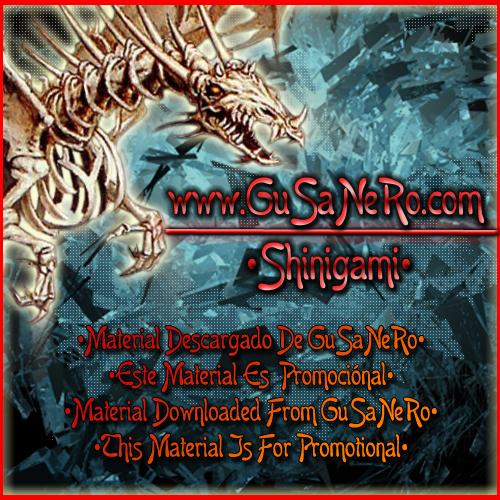 www.GuSaNeRo.com
•Shinigami•
•Material Descargado De GuSaNeRo•
•Este Material Es Promociónal•
•Material Downloaded From GuSaNeRo•
•This Material Is For Promotional•